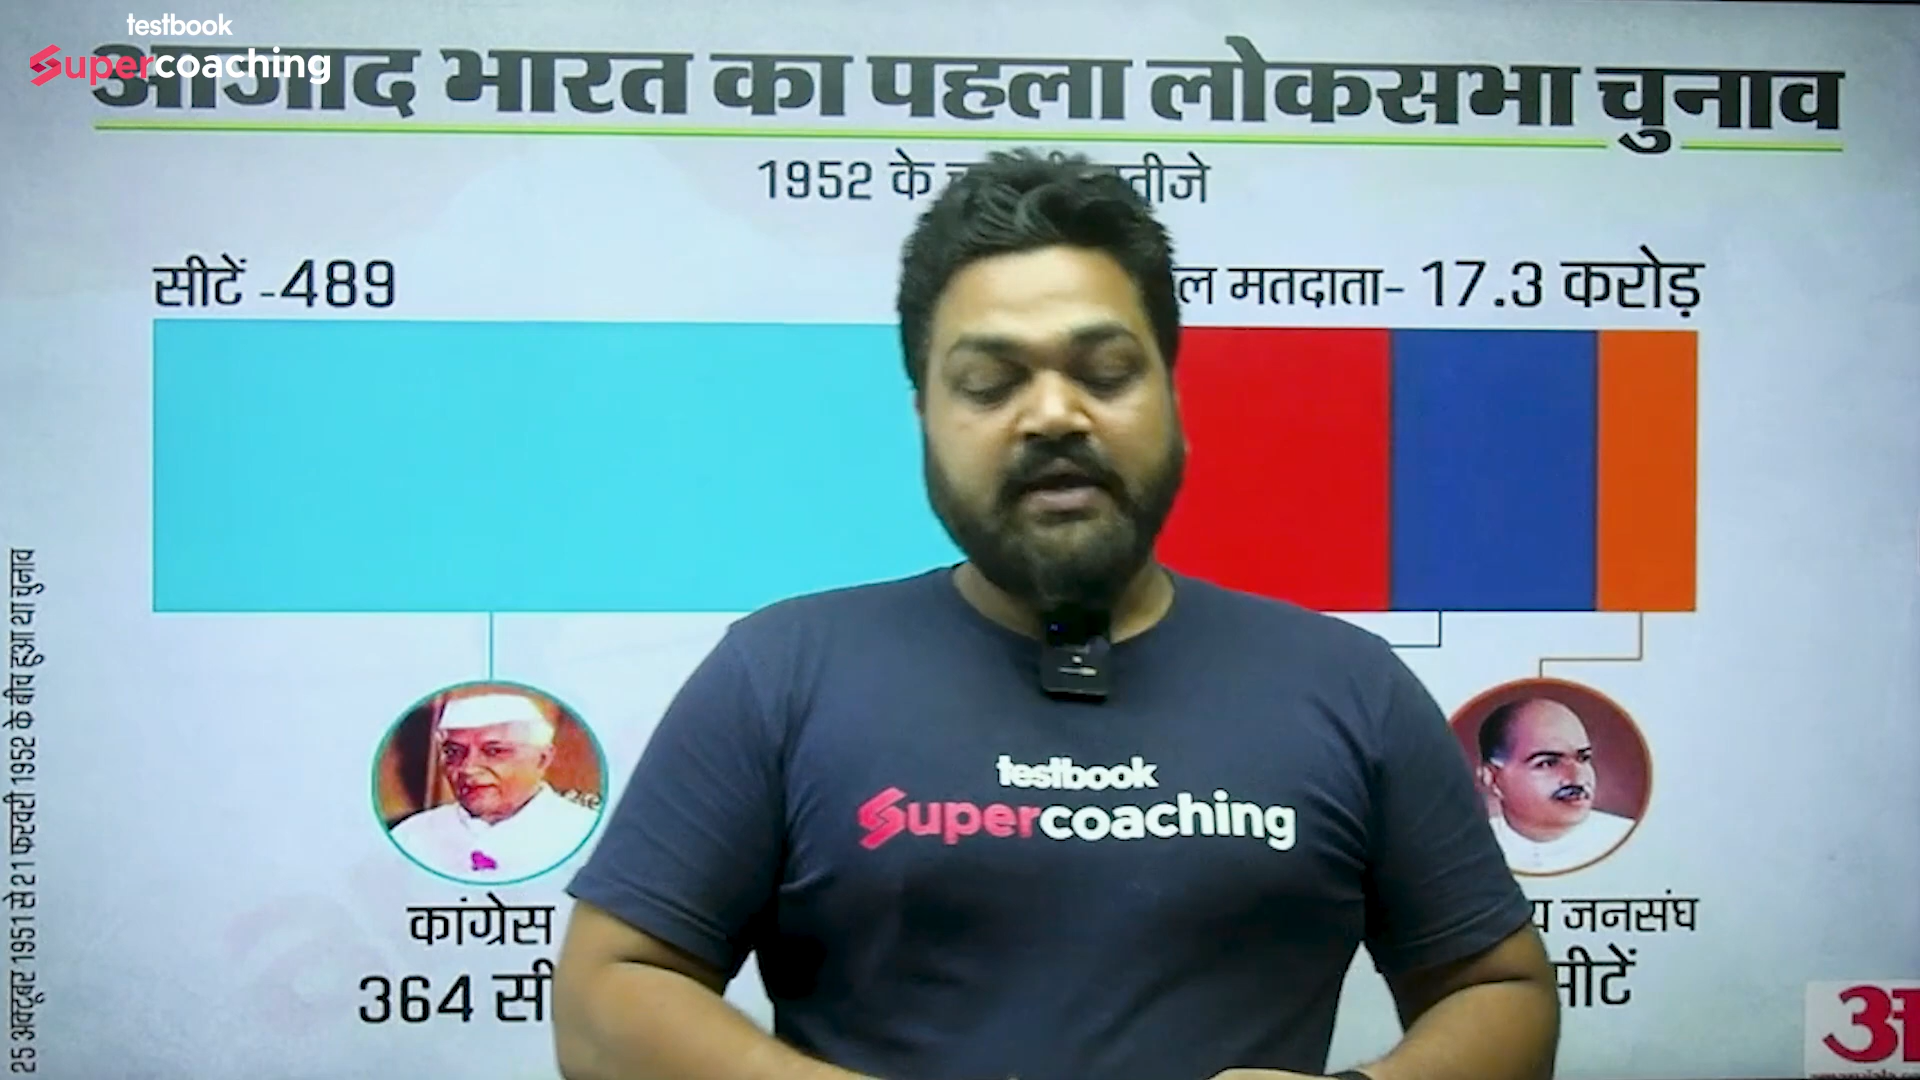 testbook
Supercoaching
आजाद भारत का पहला लोकसभा चुनाव
1952 के
सीटें -489
मतदाता- 17.3 करोड़
testbook
Supercoaching
कांग्रेस
364
जनसंघ
सीटें
25 अक्टूबर 1951 से 21 फरवरी 1952 के बीच हुआ था चुनाव